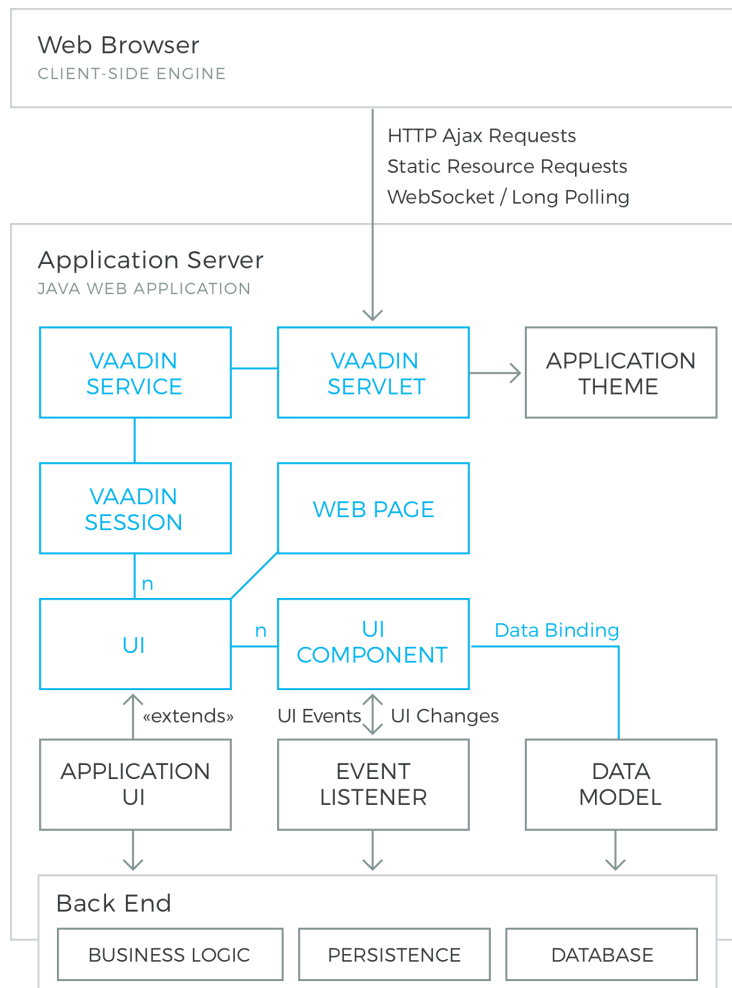 Web Browser
CLIENT-SIDE ENGINE
HTTP Ajax Requests
Static Resource Requests
WebSocket / Long Polling
Application Server
JAVA WEB APPLICATION
VAADIN
SERVICE
VAADIN
SERVLET
APPLICATION
THEME
VAADIN
SESSION
WEB PAGE
n
UI
n
UI
COMPONENT
Data Binding
«extends»
UI Events
UI Changes
APPLICATION
UI
EVENT
LISTENER
DATA
MODEL
Back End
BUSINESS LOGIC
PERSISTENCE
DATABASE